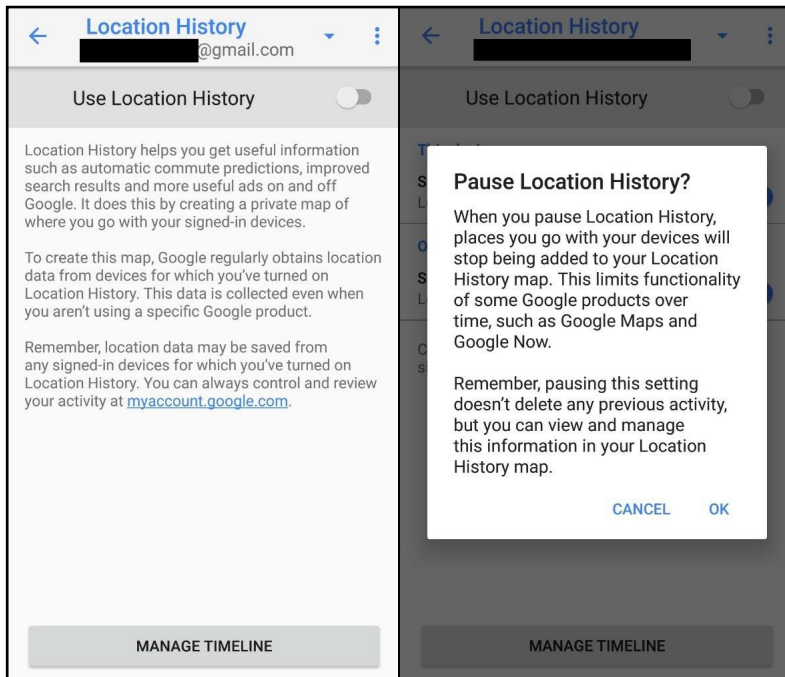 Location History
@gmail.com
Use Location History
Location History helps you get useful information
such as automatic commute predictions, improved
search results and more useful ads on and off
Google. It does this by creating a private map of
where you go with your signed-in devices.
To create this map, Google regularly obtains location
data from devices for which you've turned on
Location History. This data is collected even when
you aren't using a specific Google product.
Remember, location data may be saved from
any signed-in devices for which you've turned on
Location History. You can always control and review
your activity at myaccount.google.com.
MANAGE TIMELINE
Location History
Use Location History
Pause Location History?
When you pause Location History,
places you go with your devices will
stop being added to your Location
History map. This limits functionality
of some Google products over
time, such as Google Maps and
Google Now.
Remember, pausing this setting
doesn't delete any previous activity,
but you can view and manage
this information in your Location
History map.
CANCEL OK
MANAGE TIMELINE